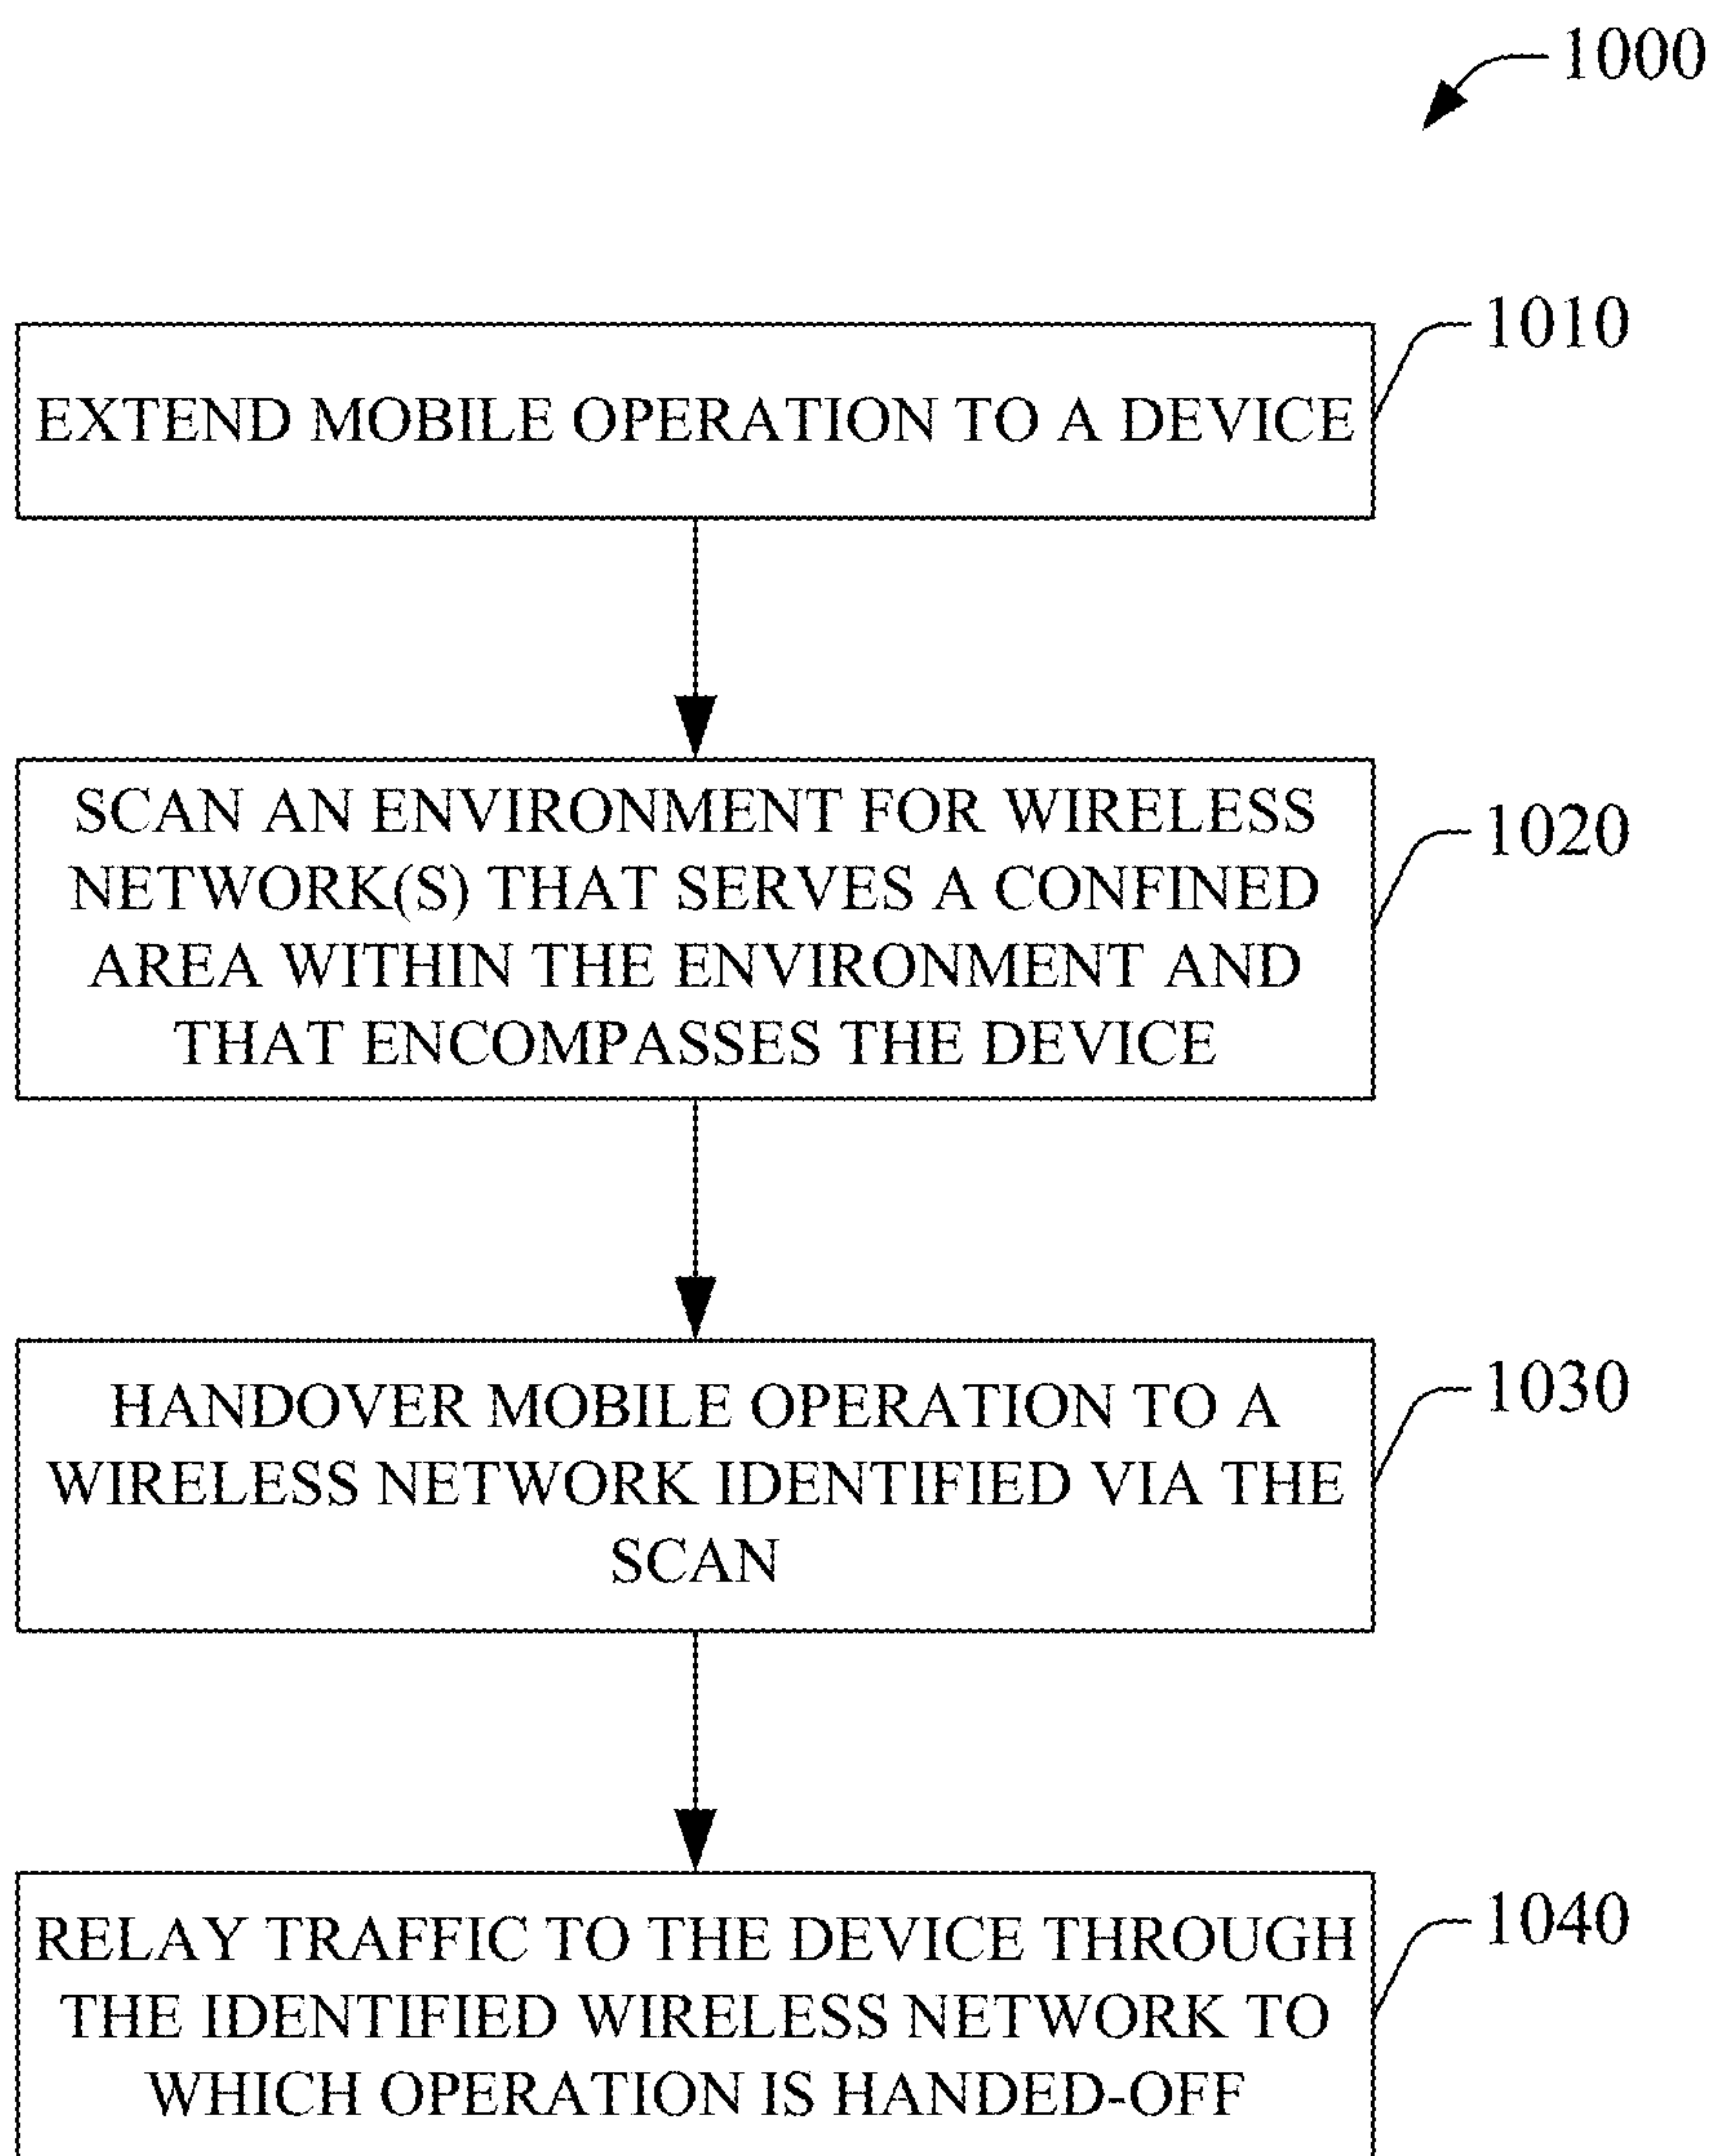 1000
1010
EXTEND MOBILE OPERATION TO A DEVICE
SCAN AN ENVIRONMENT FOR WIRELESS
1020
NETWORK(S) THAT SERVES A CONFINED
AREA WITHIN THE ENVIRONMENT AND
THAT ENCOMPASSES THE DEVICE
1030
HANDOVER MOBILE OPERATION TO A
WIRELESS NETWORK IDENTIFIED VIA THE
SCAN
1040
RELAY TRAFFIC TO THE DEVICE THROUGH
THE IDENTIFIED WIRELESS NETWORK TO
WHICH OPERATION IS HANDED-OFF